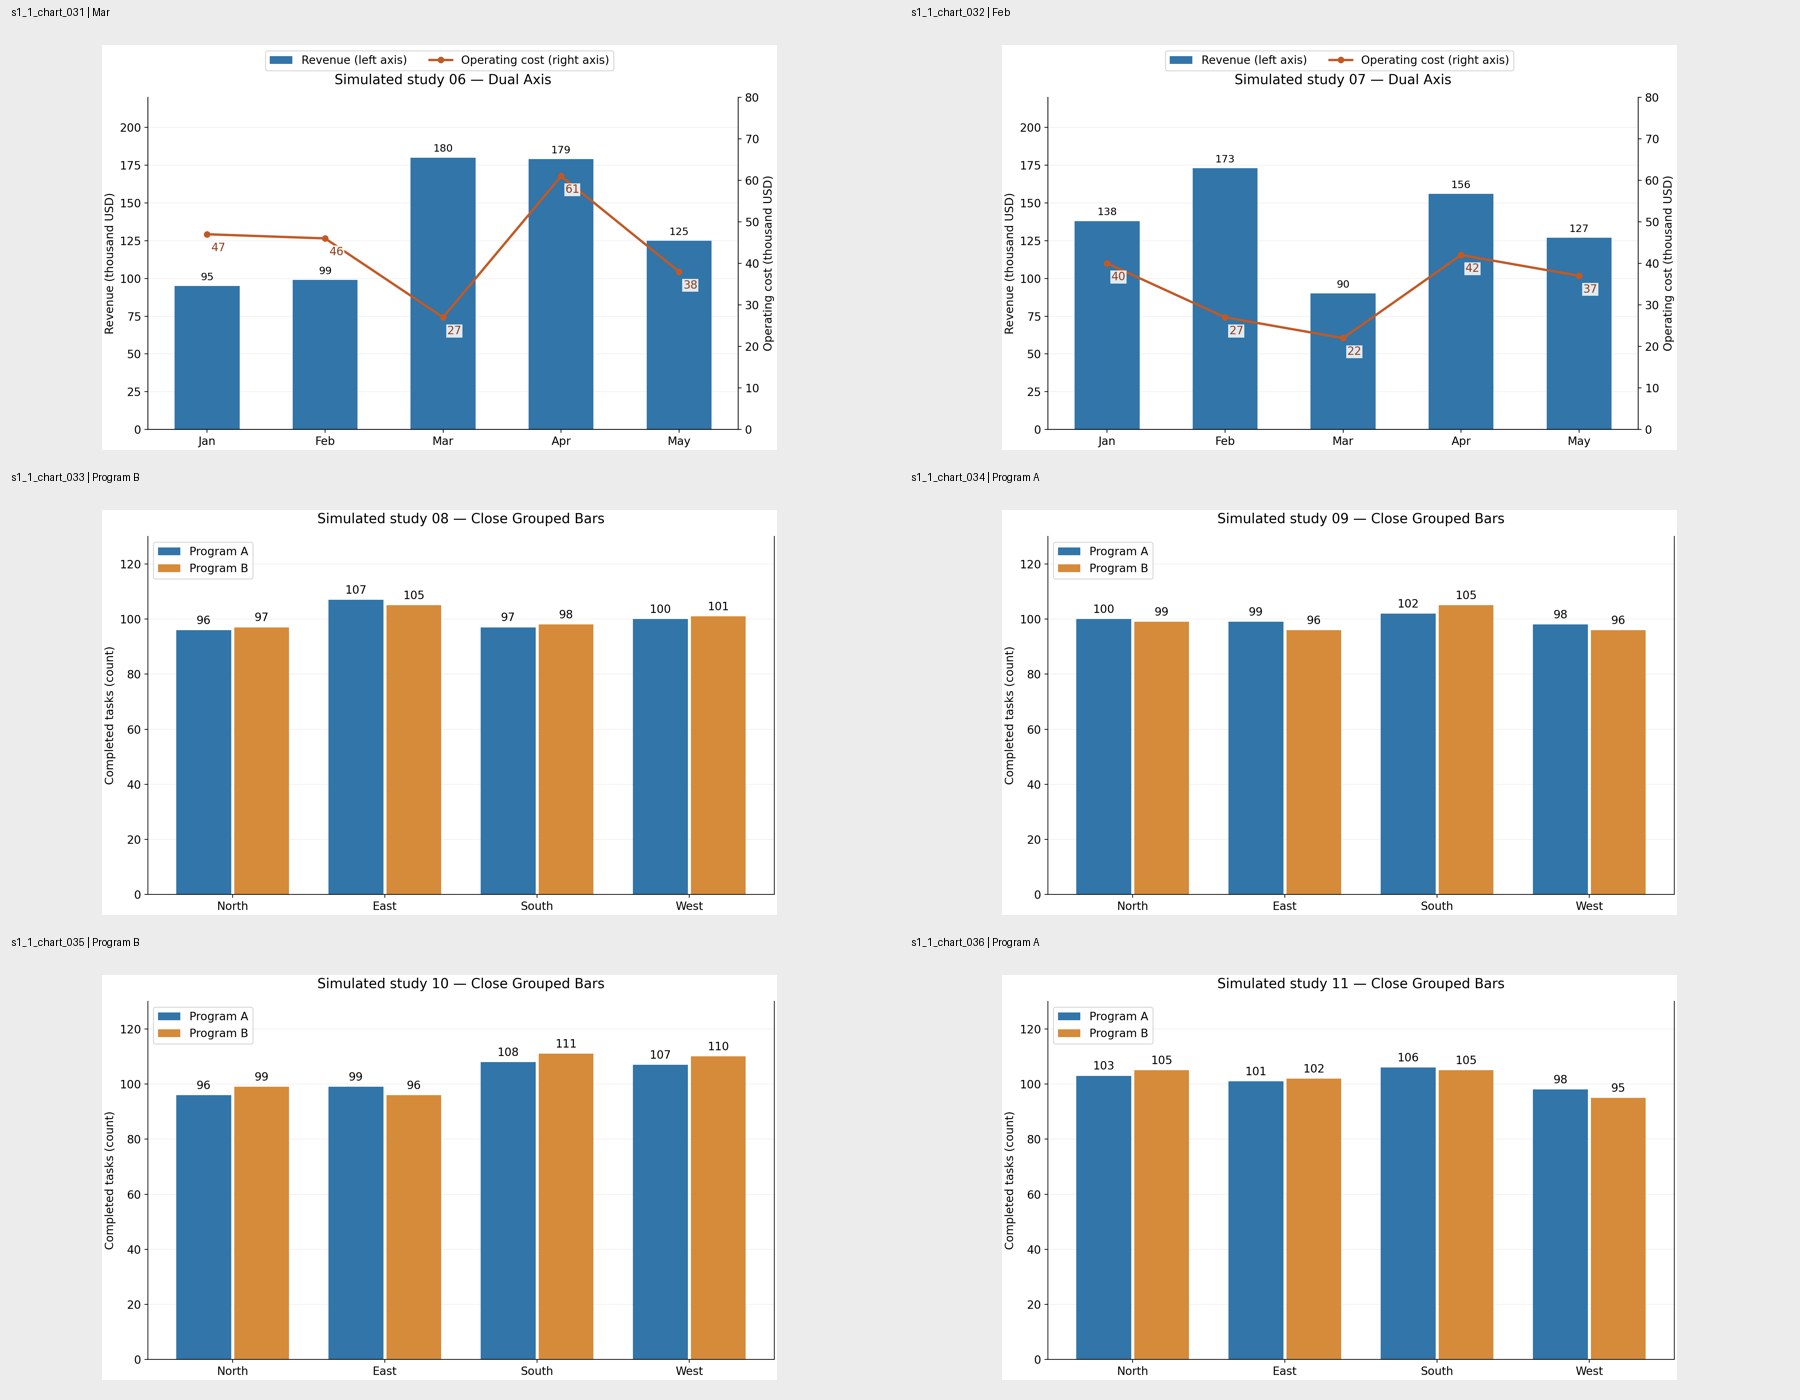 s1_1_chart_031 | Mar
Revenue (left axis)
Operating cost (right axis)
Simulated study 06 — Dual Axis
Revenue (thousand USD)
200
175
150
125
100
75
50
25
0
95
99
180
179
125
47
46
27
61
38
Jan
Feb
Mar
Apr
May
80
70
60
50
40
30
20
10
0
Operating cost (thousand USD)
s1_1_chart_032 | Feb
Revenue (left axis)
Operating cost (right axis)
Simulated study 07 — Dual Axis
Revenue (thousand USD)
200
175
150
125
100
75
50
25
0
138
173
90
156
127
40
27
22
42
37
Jan
Feb
Mar
Apr
May
80
70
60
50
40
30
20
10
0
Operating cost (thousand USD)
s1_1_chart_033 | Program B
Simulated study 08 — Close Grouped Bars
Program A
Program B
Completed tasks (count)
120
100
80
60
40
20
0
96
97
107
105
97
98
100
101
North
East
South
West
s1_1_chart_034 | Program A
Simulated study 09 — Close Grouped Bars
Program A
Program B
Completed tasks (count)
120
100
80
60
40
20
0
100
99
99
96
102
105
98
96
North
East
South
West
s1_1_chart_035 | Program B
Simulated study 10 — Close Grouped Bars
Program A
Program B
Completed tasks (count)
120
100
80
60
40
20
0
96
99
99
96
108
111
107
110
North
East
South
West
s1_1_chart_036 | Program A
Simulated study 11 — Close Grouped Bars
Program A
Program B
Completed tasks (count)
120
100
80
60
40
20
0
103
105
101
102
106
105
98
95
North
East
South
West